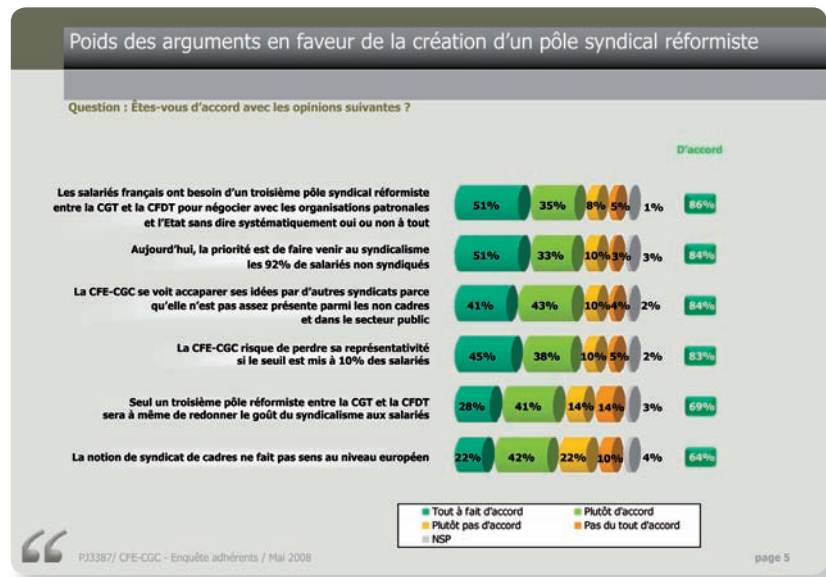 Poids des arguments en faveur de la création d'un pôle syndical réformiste
Question : Êtes-vous d'accord avec les opinions suivantes ?
D'accord
Les salariés français ont besoin d'un troisième pôle syndical réformiste
entre la CGT et la CFDT pour négocier avec les organisations patronales
et l'Etat sans dire systématiquement oui ou non à tout
51% 35% 8% 5% 1% 86%
Aujourd'hui, la priorité est de faire venir au syndicalisme
les 92% de salariés non syndiqués
51% 33% 10% 3% 3% 84%
La CFE-CGC se voit accaparer ses idées par d'autres syndicats parce
qu'elle n'est pas assez présente parmi les non cadres
et dans le secteur public
41% 43% 10% 4% 2% 84%
La CFE-CGC risque de perdre sa représentativité
si le seuil est mis à 10% des salariés
45% 38% 10% 5% 2% 83%
Seul un troisième pôle réformiste entre la CGT et la CFDT
sera à même de redonner le goût du syndicalisme aux salariés
28% 41% 14% 14% 3% 69%
La notion de syndicat de cadres ne fait pas sens au niveau européen
22% 42% 22% 10% 4% 64%
Tout à fait d'accord Plutôt d'accord
Plutôt pas d'accord Pas du tout d'accord
NSP
PJ3387/ CFE-CGC - Enquête adhérents / Mai 2008 page 5